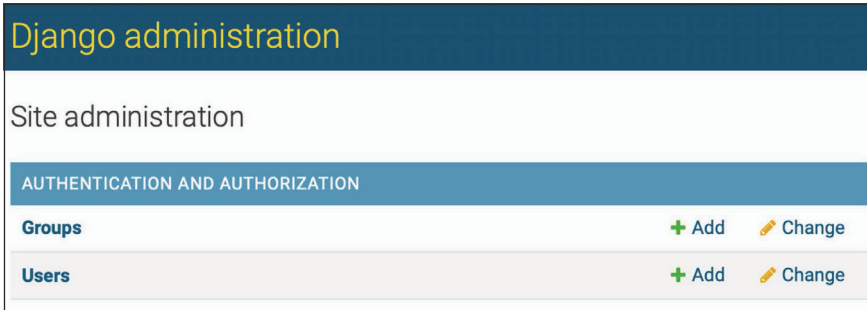 Django administration
Site administration
AUTHENTICATION AND AUTHORIZATION
Groups Add Change
Users Add Change